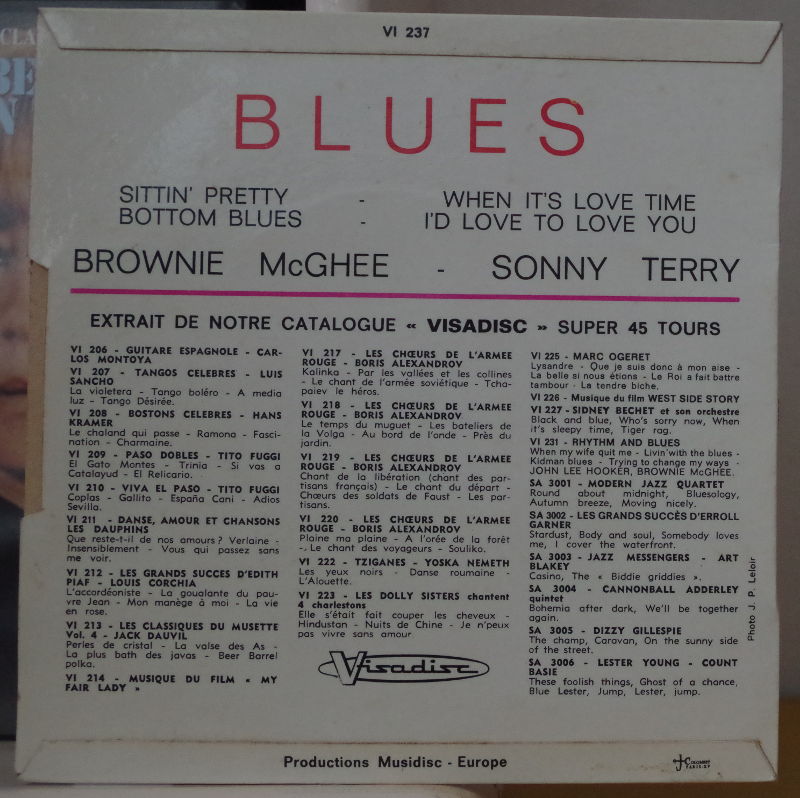 CLA
BE
N
VI 237
BLUES
SITTIN' PRETTY - WHEN IT'S LOVE TIME
BOTTOM BLUES - I'D LOVE TO LOVE YOU
BROWNIE McGHEE - SONNY TERRY
EXTRAIT DE NOTRE CATALOGUE « VISADISC » SUPER 45 TOURS
VI 206 - GUITARE ESPAGNOLE - CAR-
LOS MONTOYA
VI 207 - TANGOS CELEBRES - LUIS
SANCHO
La violetera - Tango boléro - A media
luz - Tango Désirée.
VI 208 - BOSTONS CELEBRES - HANS
KRAMER
Le chaland qui passe - Ramona - Fasci-
nation - Charmaine.
VI 209 - PASO DOBLES - TITO FUGGI
El Gato Montes - Trinia - Si vas a
Catalayud - El Relicario.
VI 210 - VIVA EL PASO - TITO FUGGI
Coplas - Gallito - España Cani - Adios
Sevilla.
VI 211 - DANSE, AMOUR ET CHANSONS
LES DAUPHINS
Que reste-t-il de nos amours ? Verlaine -
Insensiblement - Vous qui passez sans
me voir.
VI 212 - LES GRANDS SUCCES D'EDITH
PIAF - LOUIS CORCHIA
L'accordéoniste - La goualante du pau-
vre Jean - Mon manège à moi - La vie
en rose.
VI 213 - LES CLASSIQUES DU MUSETTE
Vol. 4 - JACK DAUVIL
Perles de cristal - La valse des As -
La plus bath des javas - Beer Barrel
polka.
VI 214 - MUSIQUE DU FILM « MY
FAIR LADY »
VI 217 - LES CHŒURS DE L'ARMEE
ROUGE - BORIS ALEXANDROV
Kalinka - Par les vallées et les collines
- Le chant de l'armée soviétique - Tcha-
paiev le héros.
VI 218 - LES CHŒURS DE L'ARMEE
ROUGE - BORIS ALEXANDROV
Le temps du muguet - Les bateliers de
la Volga - Au bord de l'onde - Près du
jardin.
VI 219 - LES CHŒURS DE L'ARMEE
ROUGE - BORIS ALEXANDROV
Chant de la libération (chant des par-
tisans français) - Le chant du départ -
Chœurs des soldats de Faust - Les par-
tisans.
VI 220 - LES CHŒURS DE L'ARMEE
ROUGE - BORIS ALEXANDROV
Plaine ma plaine - A l'orée de la forêt
-. Le chant des voyageurs - Souliko.
VI 222 - TZIGANES - YOSKA NEMETH
Les yeux noirs - Danse roumaine -
L'Alouette.
VI 223 - LES DOLLY SISTERS chantent
4 charlestons
Elle s'était fait couper les cheveux -
Hindustan - Nuits de Chine - Je n'peux
pas vivre sans amour
Visadisc
VI 225 - MARC OGERET
Lysandre - Que je suis donc à mon aise -
La belle si nous étions - Le Roi a fait battre
tambour - La tendre biche.
VI 226 - Musique du film WEST SIDE STORY
VI 227 - SIDNEY BECHET et son orchestre
Black and blue, Who's sorry now, When
it's sleepy time, Tiger rag.
VI 231 - RHYTHM AND BLUES
When my wife quit me - Livin'with the blues -
Kidman blues - Trying to change my ways -
JOHN LEE HOOKER, BROWNIE McGHEE.
SA 3001 - MODERN JAZZ QUARTET
Round about midnight, Bluesology,
Autumn breeze, Moving nicely.
SA 3002 - LES GRANDS SUCCÈS D'ERROLL
GARNER
Stardust, Body and soul, Somebody loves
me, I cover the waterfront.
SA 3003 - JAZZ MESSENGERS - ART
BLAKEY
Casino, The « Biddie griddies ».
SA 3004 - CANNONBALL ADDERLEY
quintet
Bohemia after dark, We'll be together
again.
SA 3005 - DIZZY GILLESPIE
The champ, Caravan, On the sunny side
of the street.
SA 3006 - LESTER YOUNG - COUNT
BASIE
These foolish things, Ghost of a chance,
Blue Lester, Jump, Lester, jump.
Photo J. P. Leloir
Productions Musidisc - Europe